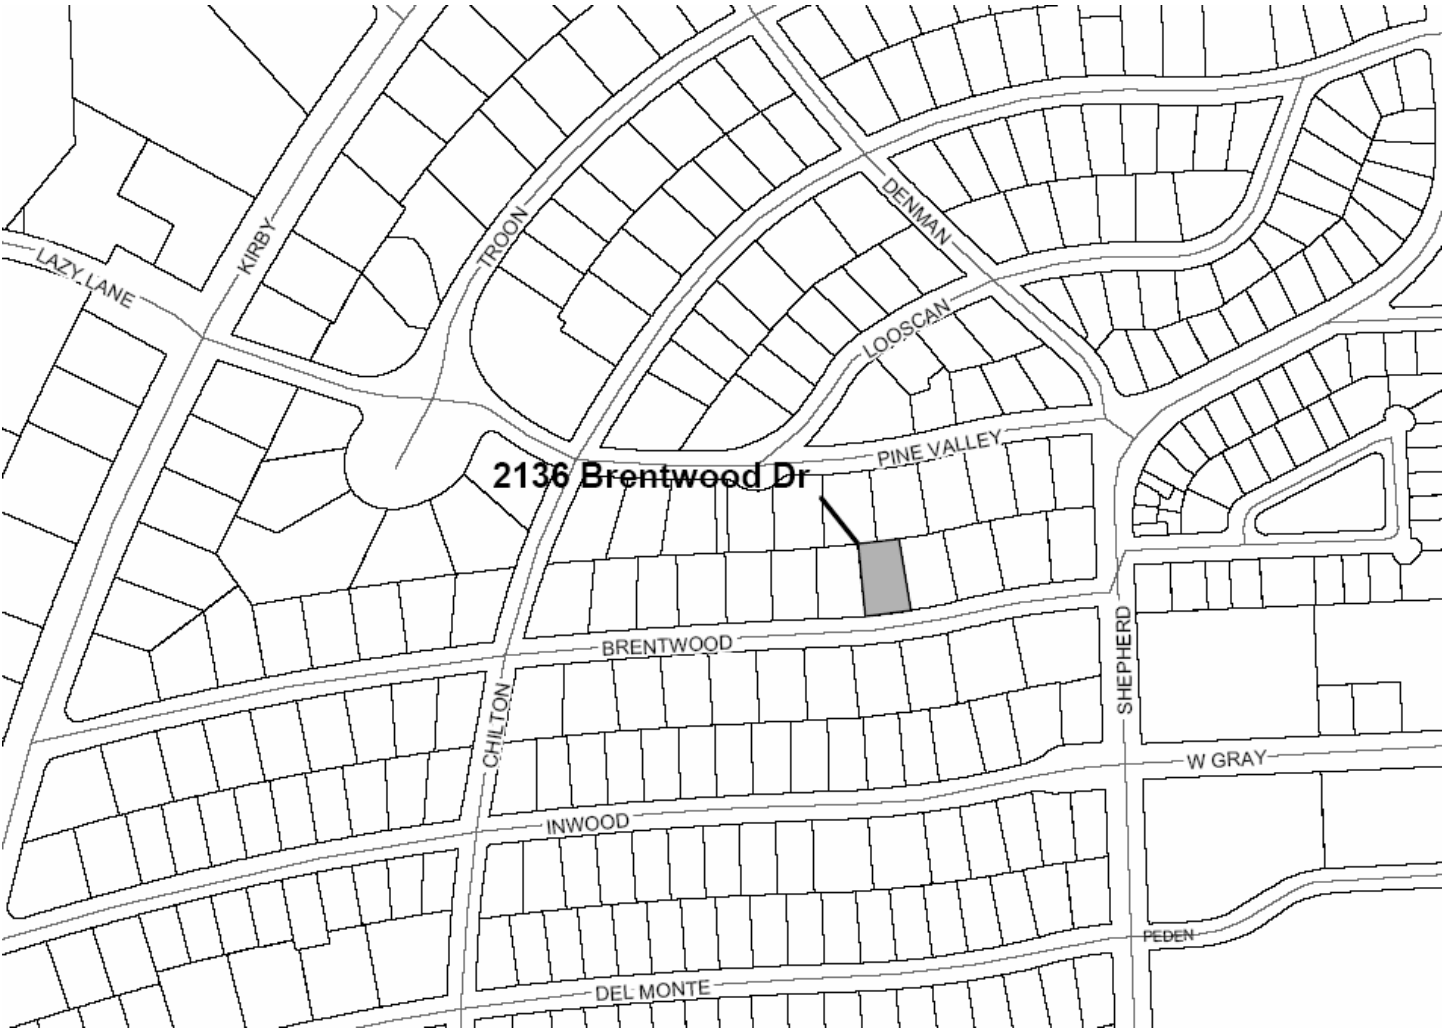 DENMAN
TROON
KIRBY
LAZY LANE
LOOSCAN
PINE VALLEY
2136 Brentwood Dr
BRENTWOOD
SHEPHERD
CHILTON
W GRAY
INWOOD
PEDEN
DEL MONTE